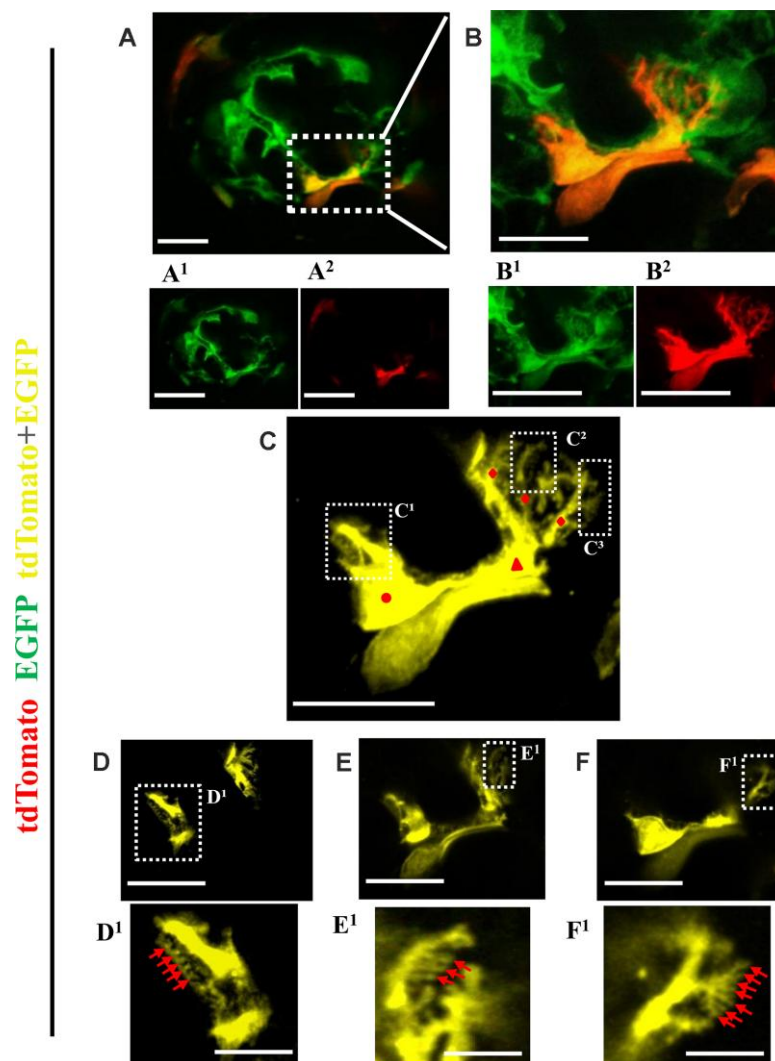 tdTomato EGFP tdTomato+EGFP
A
B
A¹
A²
B¹
B²
C
C¹
C²
C³
D
D¹
E
E¹
F
F¹
D¹
E¹
F¹